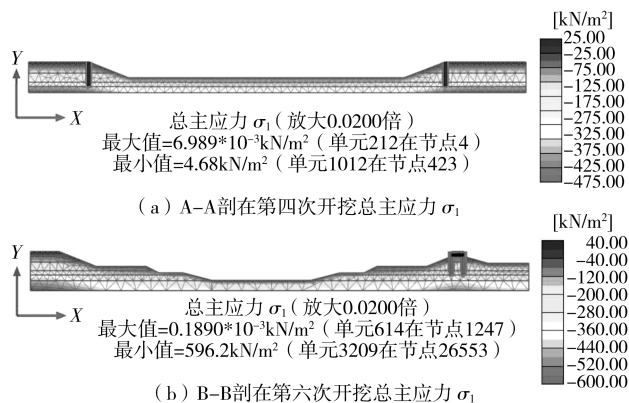 [kN/m²]
25.00
-25.00
-75.00
-125.00
-175.00
-225.00
-275.00
-325.00
-375.00
-425.00
-475.00
Y
X
总主应力 σ₁（放大0.0200倍）
最大值=6.989*10⁻³kN/m²（单元212在节点4）
最小值=4.68kN/m²（单元1012在节点423）
（a）A-A剖在第四次开挖总主应力 σ₁
[kN/m²]
40.00
-40.00
-120.00
-200.00
-280.00
-360.00
-440.00
-520.00
-600.00
Y
X
总主应力 σ₁（放大0.0200倍）
最大值=0.1890*10⁻³kN/m²（单元614在节点1247）
最小值=596.2kN/m²（单元3209在节点26553）
（b）B-B剖在第六次开挖总主应力 σ₁